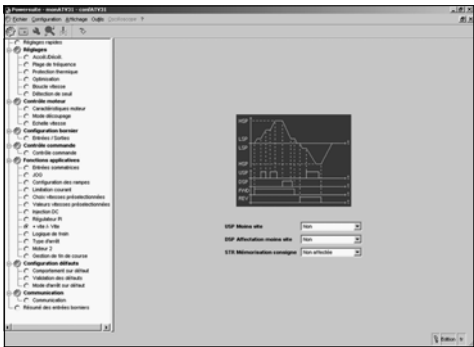 Powersuite - monATV31 - confATV31
Fichier Configuration Affichage Outils Oscilloscope ?
Réglages rapides
Réglages
Accél./Décél.
Plage de fréquence
Protection thermique
Optimisation
Boucle vitesse
Détection de seuil
Contrôle moteur
Caractéristiques moteur
Mode découpage
Echelle vitesse
Configuration bornier
Entrées / Sorties
Contrôle commande
Contrôle commande
Fonctions applicatives
Entrées sommatrices
JOG
Configuration des rampes
Limitation courant
Choix vitesses présélectionnées
Valeurs vitesses présélectionnées
Injection DC
Régulateur PI
+ vite /- Vite
Logique de frein
Type d'arrêt
Moteur 2
Gestion de fin de course
Configuration défauts
Comportement sur défaut
Validation des défauts
Mode d'arrêt sur défaut
Communication
Communication
Résumé des entrées borniers
HSP
LSP
LSP
HSP
USP
DSP
FWD
REV
USP Moins vite Non
DSP Affectation moins vite Non
STR Mémorisation consigne Non affectée
Edition